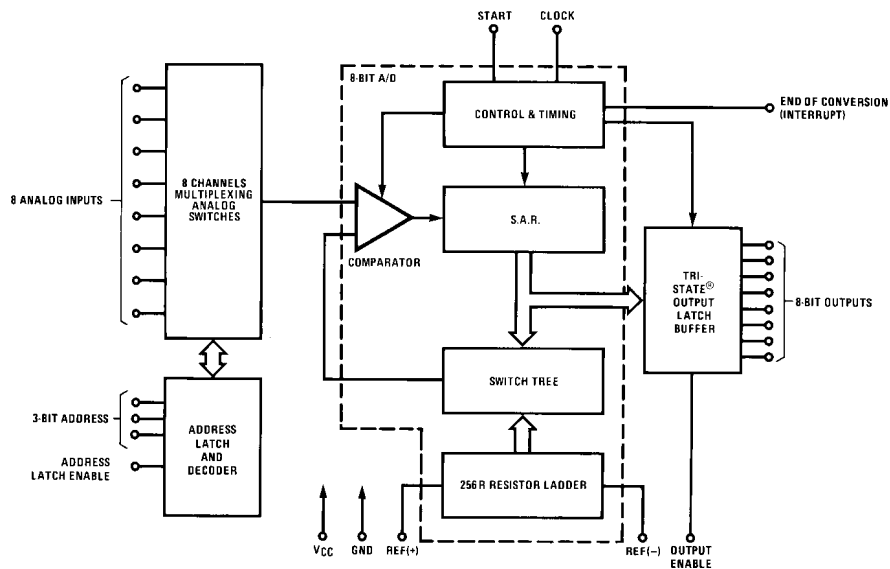 START
CLOCK
8-BIT A/D
CONTROL & TIMING
END OF CONVERSION
(INTERRUPT)
8 ANALOG INPUTS
8 CHANNELS
MULTIPLEXING
ANALOG
SWITCHES
S.A.R.
COMPARATOR
TRI-
STATE®
OUTPUT
LATCH
BUFFER
8-BIT OUTPUTS
SWITCH TREE
3-BIT ADDRESS
ADDRESS
LATCH ENABLE
ADDRESS
LATCH
AND
DECODER
256R RESISTOR LADDER
VCC
GND
REF(+)
REF(−)
OUTPUT
ENABLE